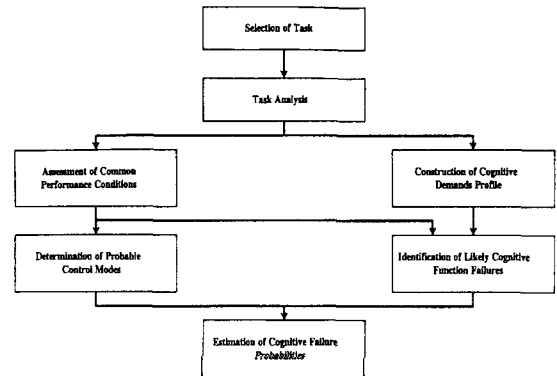 Selection of Task
Task Analysis
Assessment of Common
Performance Conditions
Construction of Cognitive
Demands Profile
Determination of Probable
Control Modes
Identification of Likely Cognitive
Function Failures
Estimation of Cognitive Failure
Probabilities